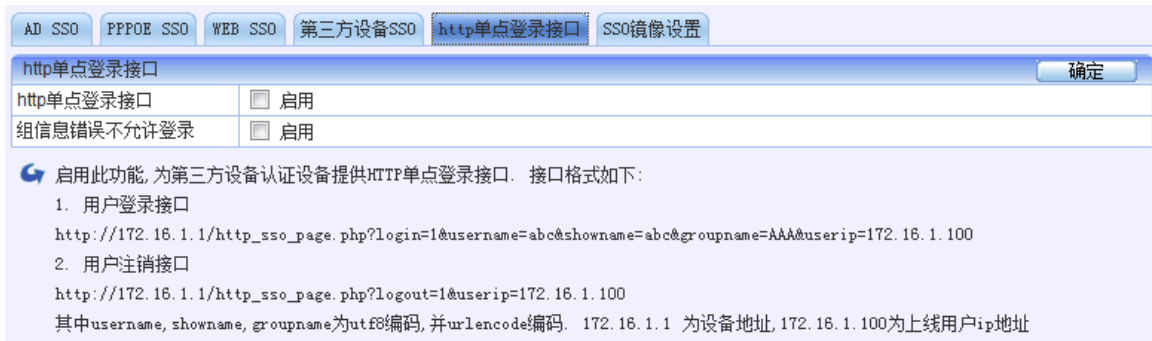 AD SSO PPPOE SSO WEB SSO 第三方设备SSO http单点登录接口 SSO镜像设置
http单点登录接口 确定
http单点登录接口 启用
组信息错误不允许登录 启用
启用此功能,为第三方设备认证设备提供HTTP单点登录接口. 接口格式如下:
1. 用户登录接口
http://172.16.1.1/http_sso_page.php?login=1&username=abc&showname=abc&groupname=AAA&userip=172.16.1.100
2. 用户注销接口
http://172.16.1.1/http_sso_page.php?logout=1&userip=172.16.1.100
其中username,showname,groupname为utf8编码,并urlencode编码. 172.16.1.1 为设备地址,172.16.1.100为上线用户ip地址